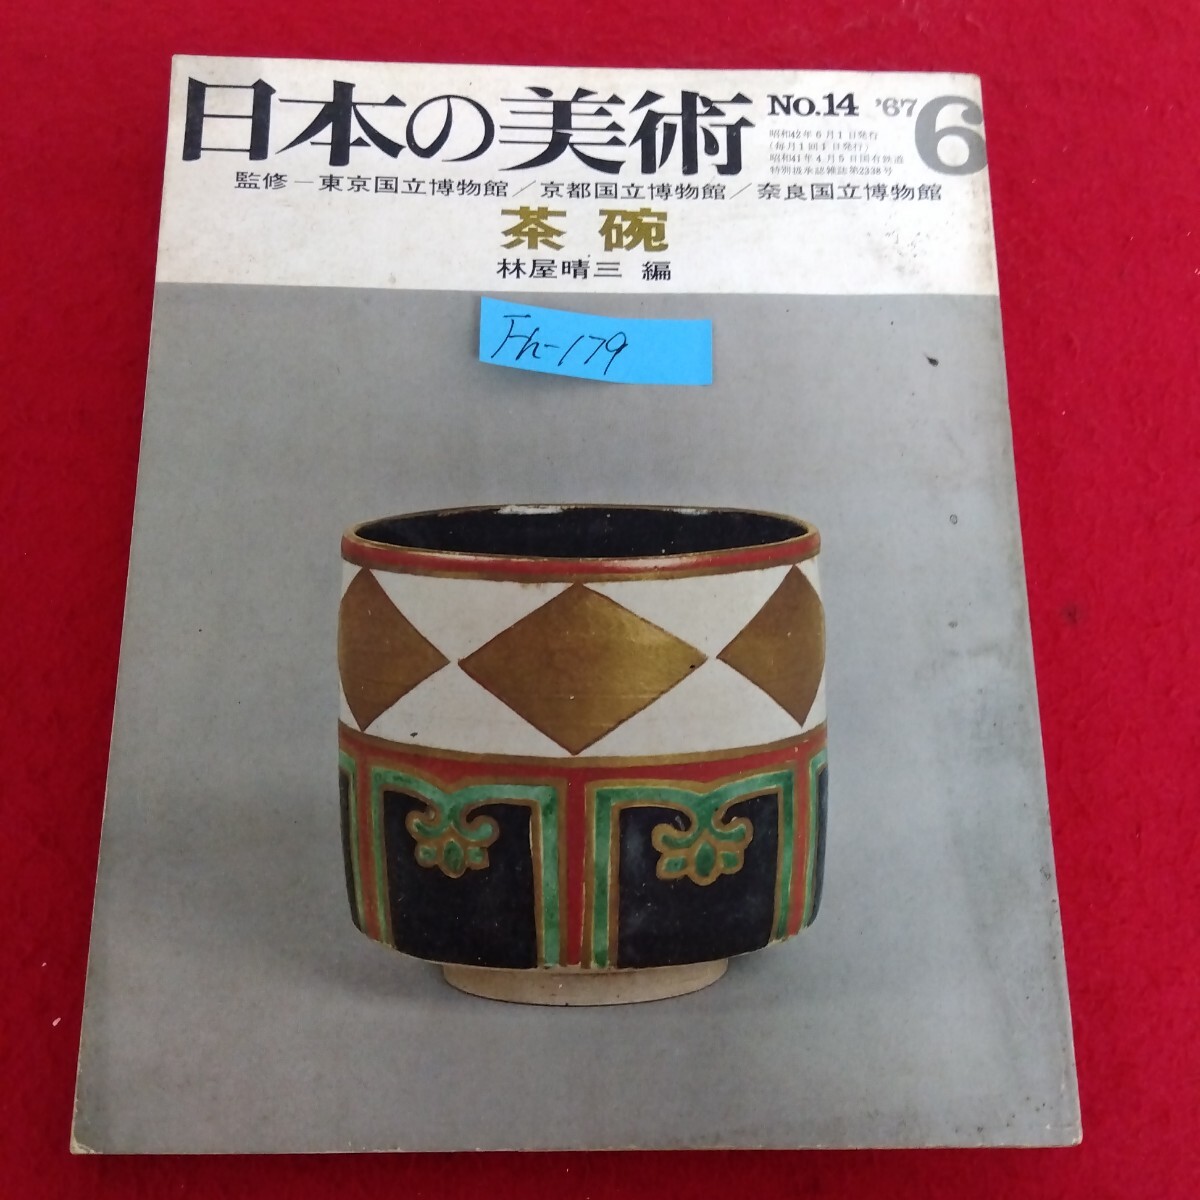 日本の美術
No.14 '67 6
昭和42年6月1日発行
(毎月1回1日発行)
昭和41年4月5日国有鉄道
特別扱承認雑誌第2338号
監修―東京国立博物館/京都国立博物館/奈良国立博物館
茶碗
林屋晴三 編
Fh-179